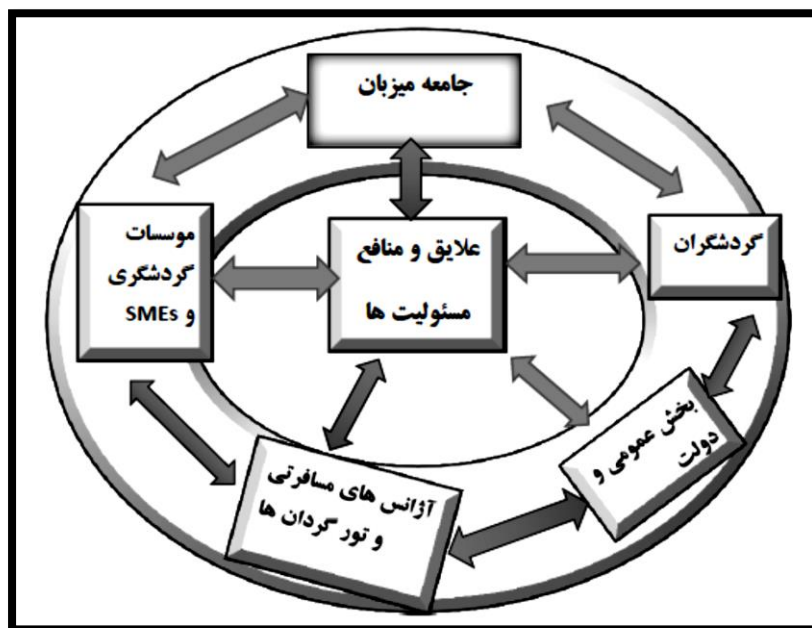 جامعه میزبان
موسسات
گردشگری
و SMEs
علایق و منافع
مسئولیت ها
گردشگران
بخش عمومی و
دولت
آژانس های مسافرتی
و تور گردان ها